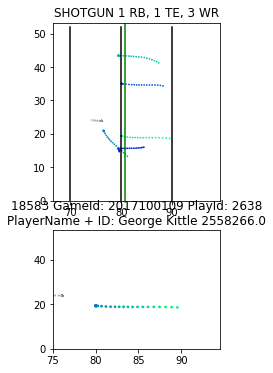 SHOTGUN 1 RB, 1 TE, 3 WR
50
40
30
20
10
0
70 80 90
18583 GameId: 2017100109 PlayId: 2638
PlayerName + ID: George Kittle 2558266.0
40
20
0
75 80 85 90